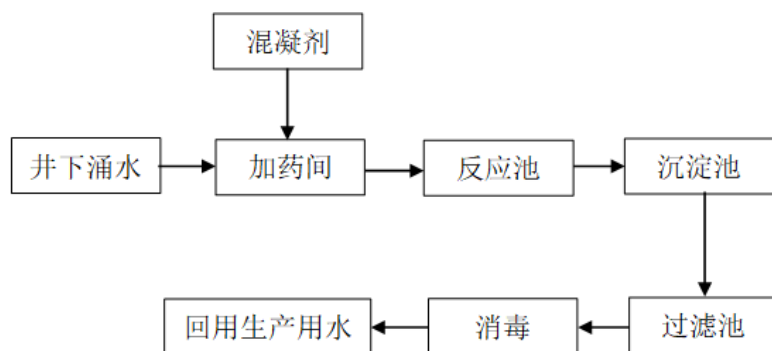 混凝剂
井下涌水
加药间
反应池
沉淀池
回用生产用水
消毒
过滤池